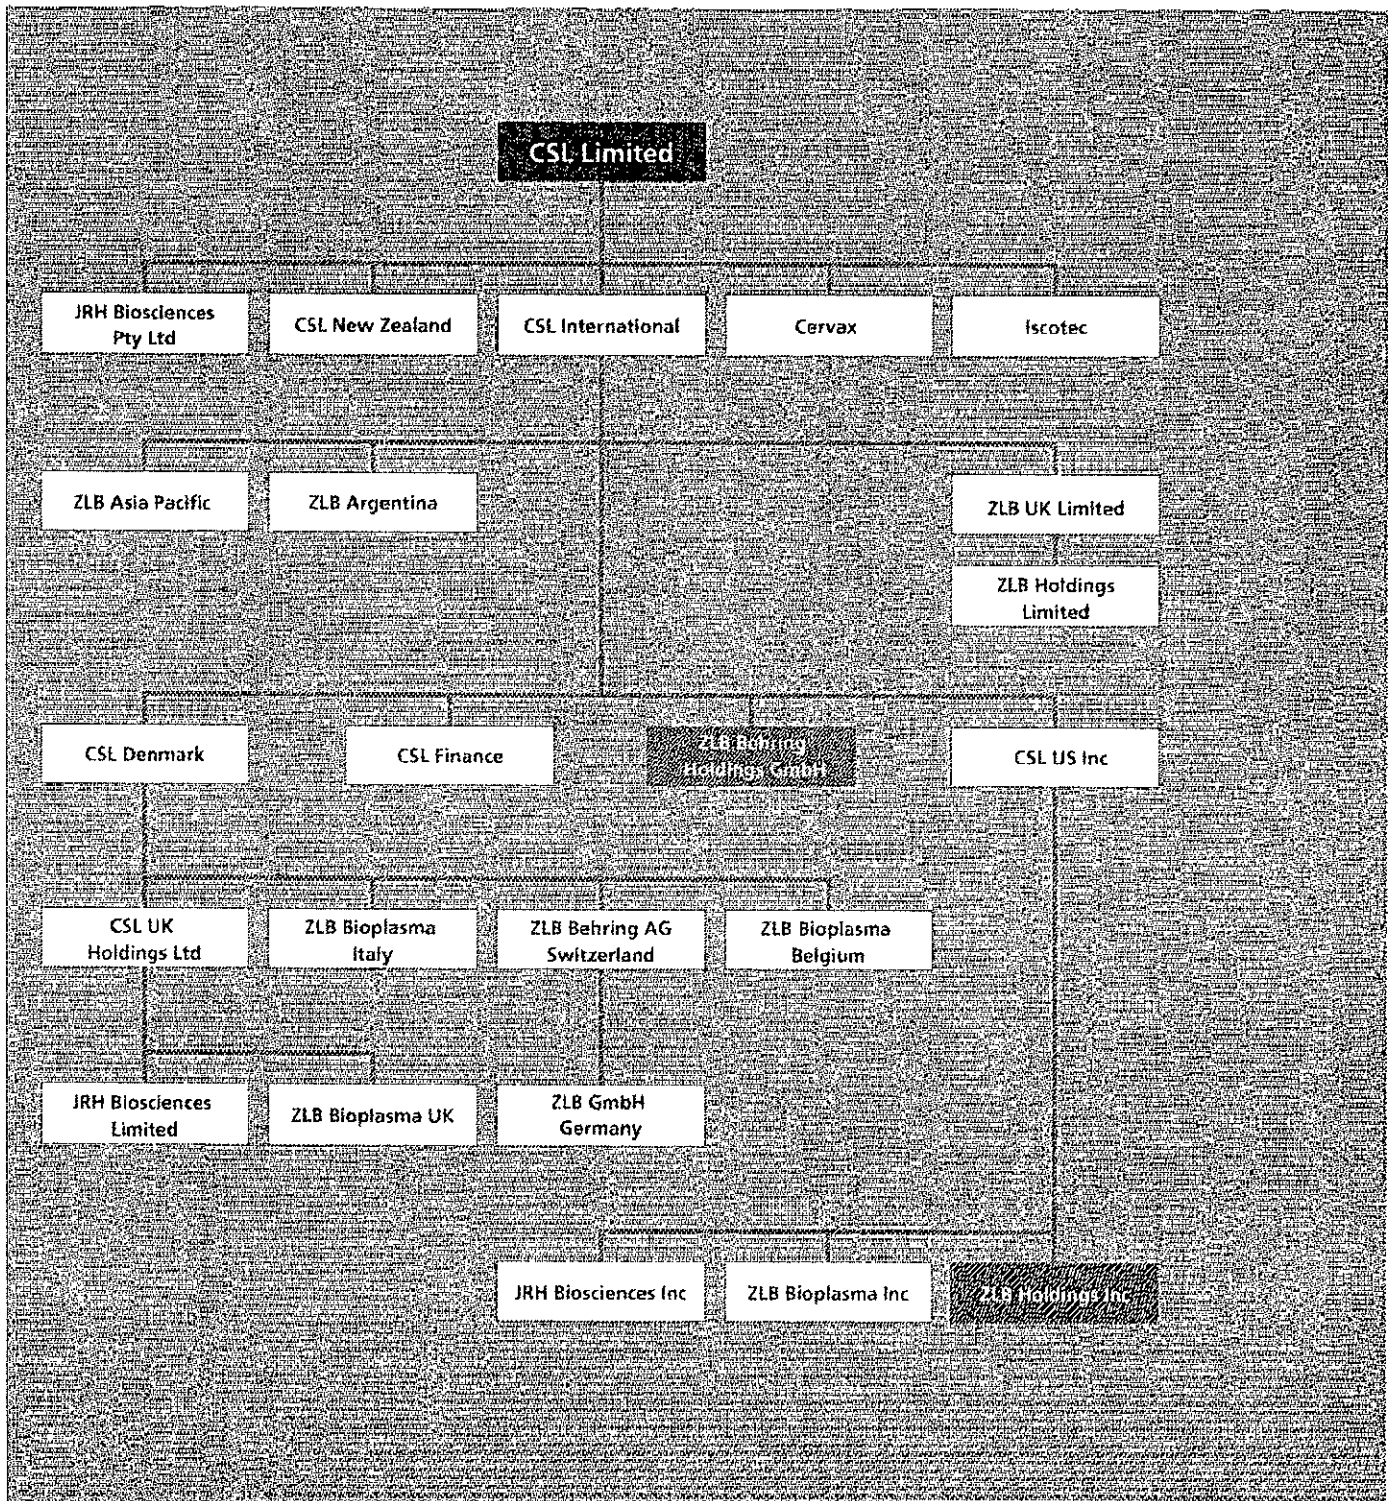 CSL Limited
JRH Biosciences
Pty Ltd
CSL New Zealand
CSL International
Cervax
Iscotec
ZLB Asia Pacific
ZLB Argentina
ZLB UK Limited
ZLB Holdings
Limited
CSL Denmark
CSL Finance
ZLB Behring
Holdings GmbH
CSL US Inc
CSL UK
Holdings Ltd
ZLB Bioplasma
Italy
ZLB Behring AG
Switzerland
ZLB Bioplasma
Belgium
JRH Biosciences
Limited
ZLB Bioplasma UK
ZLB GmbH
Germany
JRH Biosciences Inc
ZLB Bioplasma Inc
ZLB Holdings Inc